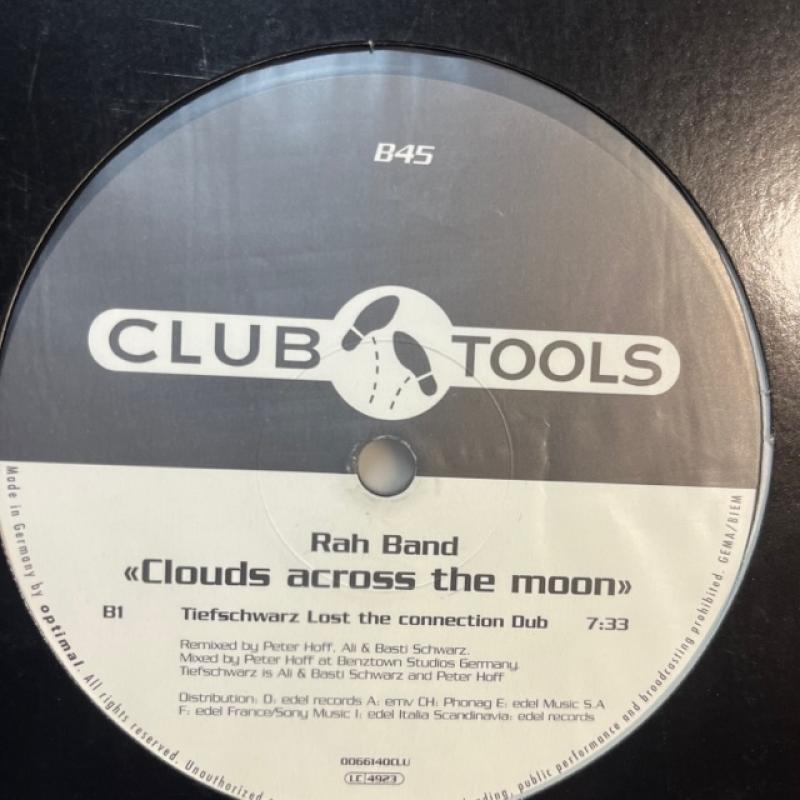 B45
CLUB TOOLS
Rah Band
«Clouds across the moon»
B1 Tiefschwarz Lost the connection Dub 7:33
Remixed by Peter Hoff, Ali & Basti Schwarz.
Mixed by Peter Hoff at Benztown Studios Germany.
Tiefschwarz is Ali & Basti Schwarz and Peter Hoff
Distribution: D: edel records A: emv CH: Phonag E: edel Music S.A
F: edel France/Sony Music I: edel Italia Scandinavia: edel records
0066140CLU
LC 4923
Made in Germany by optimal. All rights reserved. Unauthorized
public performance and broadcasting prohibited. GEMA/BIEM